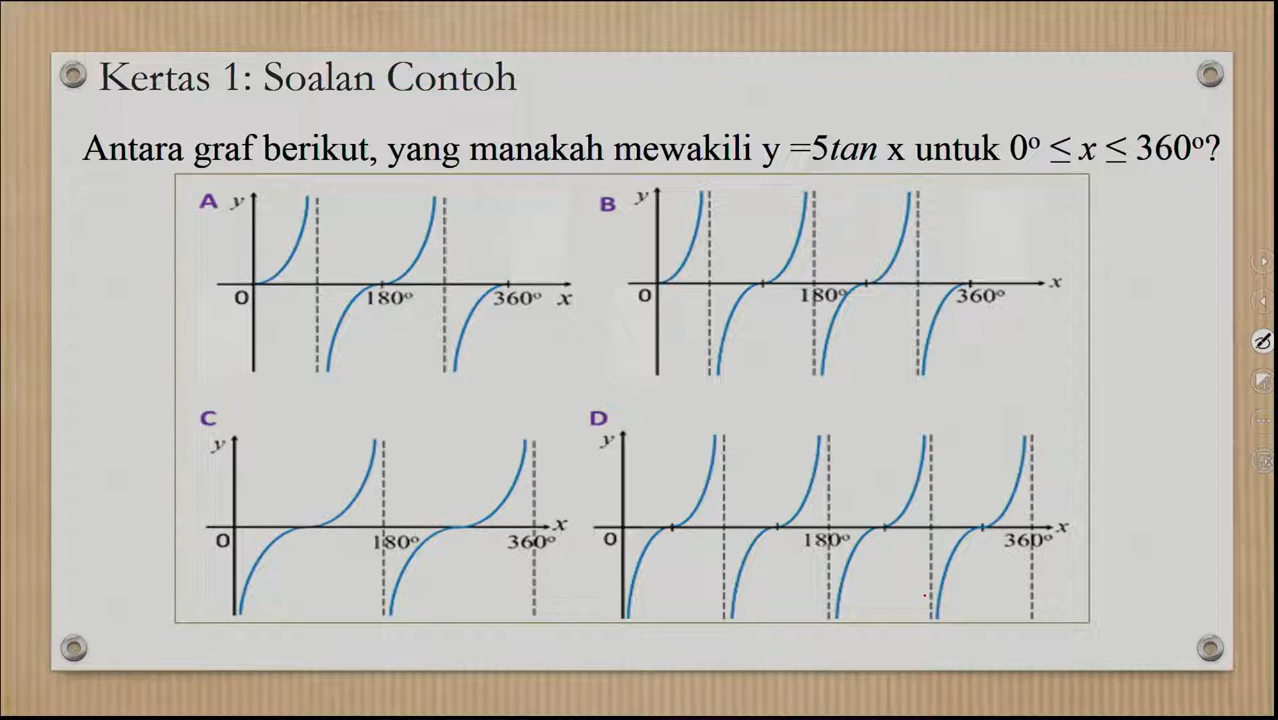 Kertas 1: Soalan Contoh
Antara graf berikut, yang manakah mewakili y =5tan x untuk 0° ≤ x ≤ 360°?
A y
0 180° 360° x
B y
0 180° 360° x
C y
0 180° 360° x
D y
0 180° 360° x